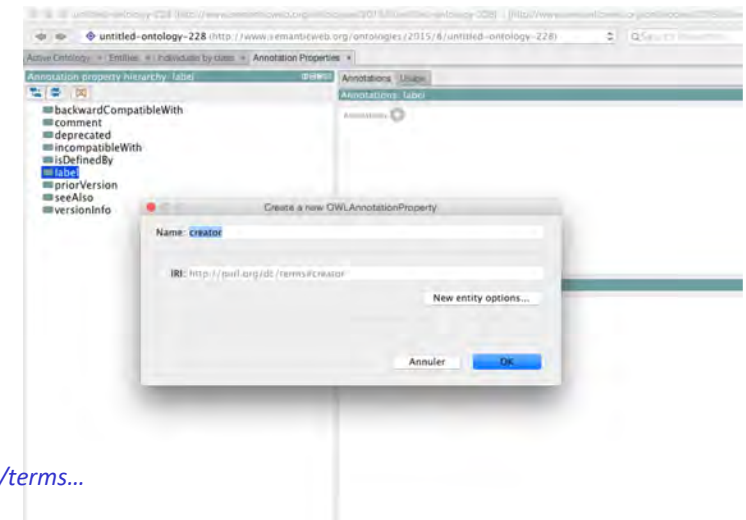 untitled-ontology-228 (http://www.semanticweb.org/ontologies/2015/6/untitled-ontology-228)
Active Ontology Entities Individuals by class Annotation Properties
Annotation property hierarchy: label
Annotations Usage
Annotations: label
Annotations
backwardCompatibleWith
comment
deprecated
incompatibleWith
isDefinedBy
label
priorVersion
seeAlso
versionInfo
Create a new OWLAnnotationProperty
Name: creator
IRI: http://purl.org/dc/terms#creator
New entity options...
Annuler
OK
/terms...